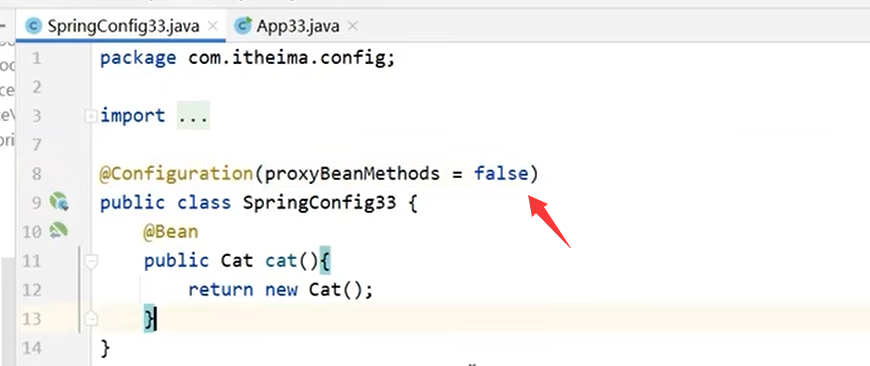 SpringConfig33.java × App33.java ×
1 package com.itheima.config;
2
3 import ...
7
8 @Configuration(proxyBeanMethods = false)
9 public class SpringConfig33 {
10 @Bean
11 public Cat cat(){
12 return new Cat();
13 }
14 }